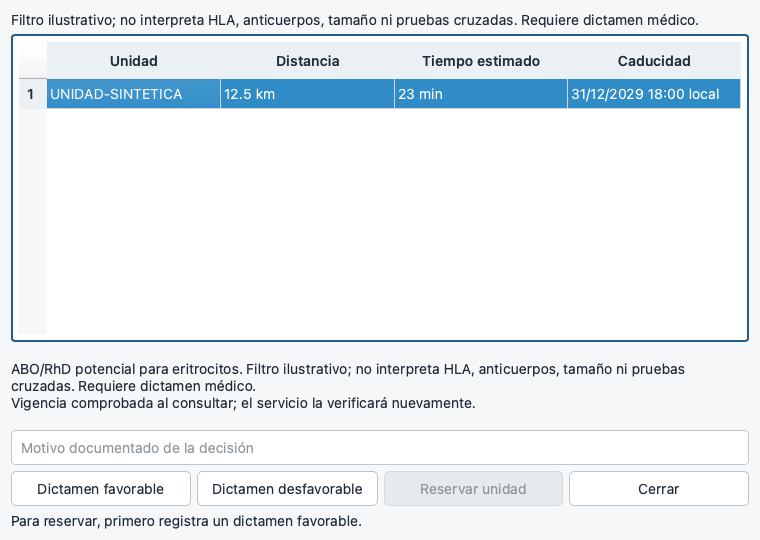 Filtro ilustrativo; no interpreta HLA, anticuerpos, tamaño ni pruebas cruzadas. Requiere dictamen médico.
Unidad Distancia Tiempo estimado Caducidad
1 UNIDAD-SINTETICA 12.5 km 23 min 31/12/2029 18:00 local
ABO/RhD potencial para eritrocitos. Filtro ilustrativo; no interpreta HLA, anticuerpos, tamaño ni pruebas
cruzadas. Requiere dictamen médico.
Vigencia comprobada al consultar; el servicio la verificará nuevamente.
Motivo documentado de la decisión
Dictamen favorable Dictamen desfavorable Reservar unidad Cerrar
Para reservar, primero registra un dictamen favorable.